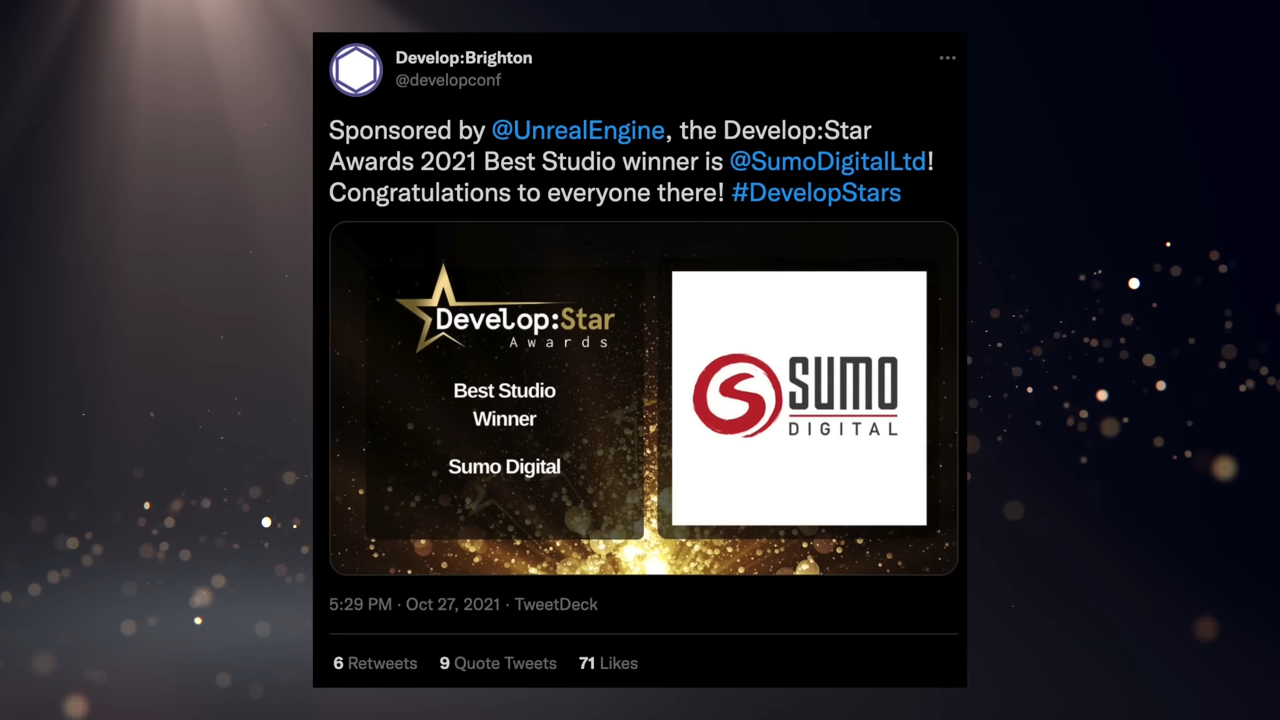 Develop:Brighton
@developconf
Sponsored by @UnrealEngine, the Develop:Star
Awards 2021 Best Studio winner is @SumoDigitalLtd!
Congratulations to everyone there! #DevelopStars
Develop:Star
Awards
Best Studio
Winner
Sumo Digital
SUMO
DIGITAL
5:29 PM · Oct 27, 2021 · TweetDeck
6 Retweets 9 Quote Tweets 71 Likes